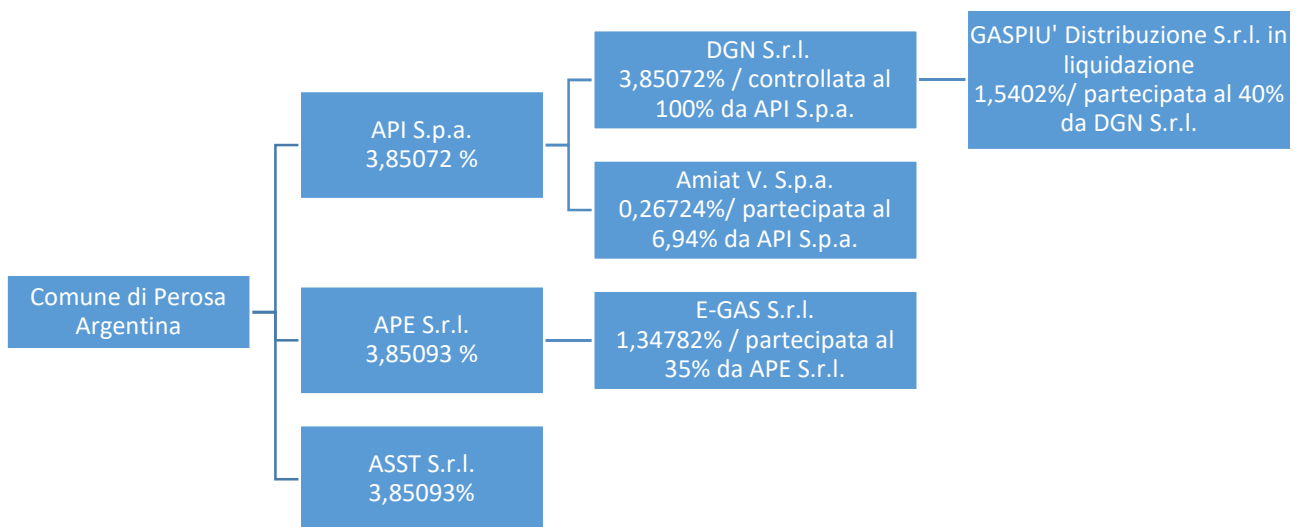 Comune di Perosa
Argentina
API S.p.a.
3,85072 %
DGN S.r.l.
3,85072% / controllata al
100% da API S.p.a.
GASPIU' Distribuzione S.r.l. in
liquidazione
1,5402%/ partecipata al 40%
da DGN S.r.l.
Amiat V. S.p.a.
0,26724%/ partecipata al
6,94% da API S.p.a.
APE S.r.l.
3,85093 %
E-GAS S.r.l.
1,34782% / partecipata al
35% da APE S.r.l.
ASST S.r.l.
3,85093%